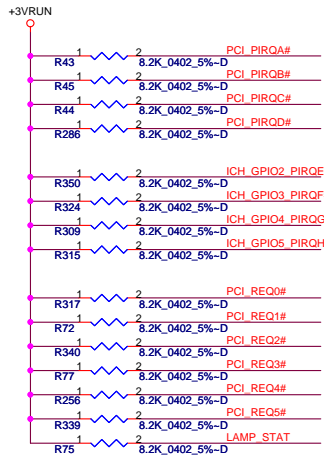 +3VRUN
1 2 PCI_PIRQA#
R43 8.2K_0402_5%~D
1 2 PCI_PIRQB#
R45 8.2K_0402_5%~D
1 2 PCI_PIRQC#
R44 8.2K_0402_5%~D
1 2 PCI_PIRQD#
R286 8.2K_0402_5%~D
1 2 ICH_GPIO2_PIRQE
R350 8.2K_0402_5%~D
1 2 ICH_GPIO3_PIRQF
R324 8.2K_0402_5%~D
1 2 ICH_GPIO4_PIRQG
R309 8.2K_0402_5%~D
1 2 ICH_GPIO5_PIRQH
R315 8.2K_0402_5%~D
1 2 PCI_REQ0#
R317 8.2K_0402_5%~D
1 2 PCI_REQ1#
R72 8.2K_0402_5%~D
1 2 PCI_REQ2#
R340 8.2K_0402_5%~D
1 2 PCI_REQ3#
R77 8.2K_0402_5%~D
1 2 PCI_REQ4#
R256 8.2K_0402_5%~D
1 2 PCI_REQ5#
R339 8.2K_0402_5%~D
1 2 LAMP_STAT
R75 8.2K_0402_5%~D